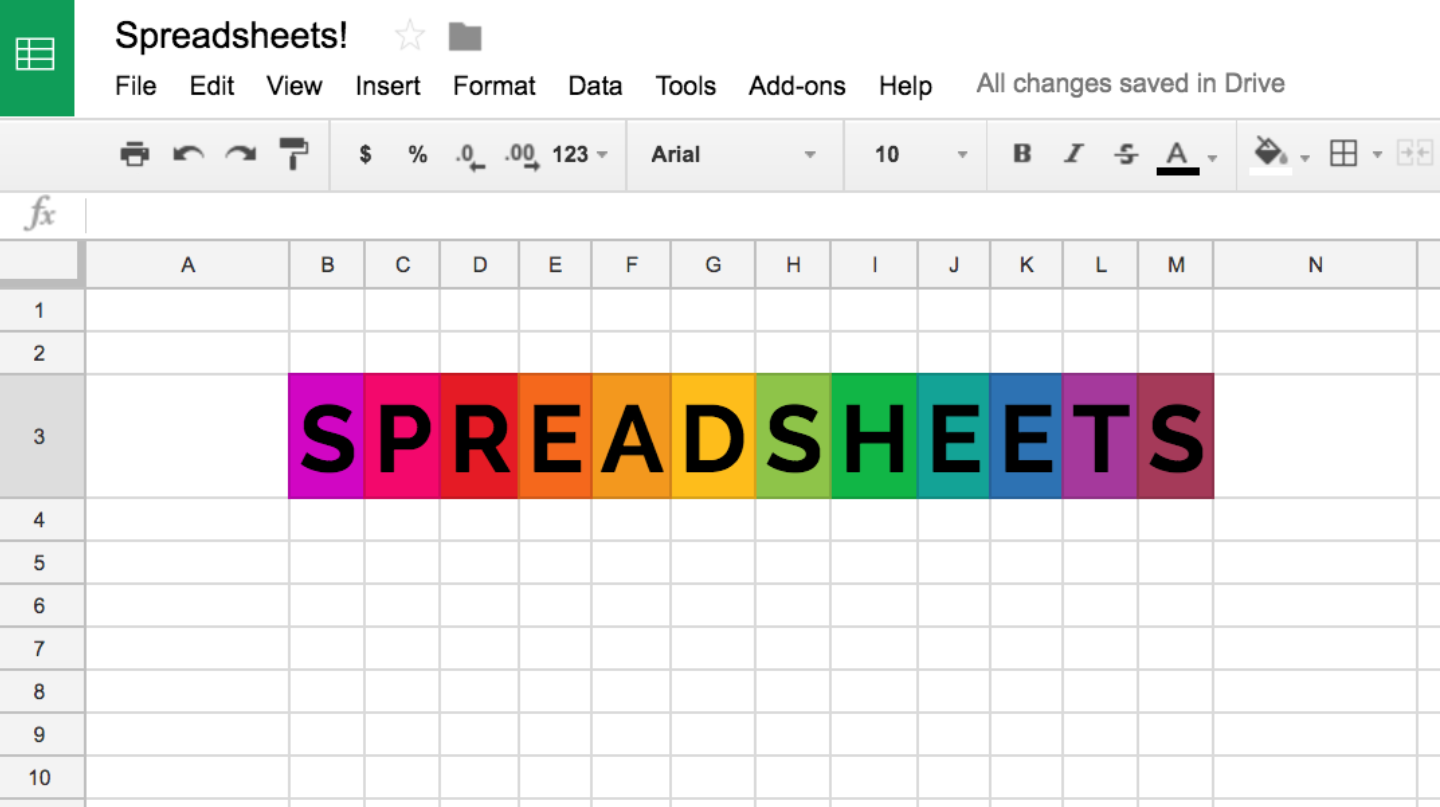 Spreadsheets!
File Edit View Insert Format Data Tools Add-ons Help All changes saved in Drive
$ % .0 .00 123 Arial 10 B I S A
fx
A B C D E F G H I J K L M N
1
2
3 S P R E A D S H E E T S
4
5
6
7
8
9
10